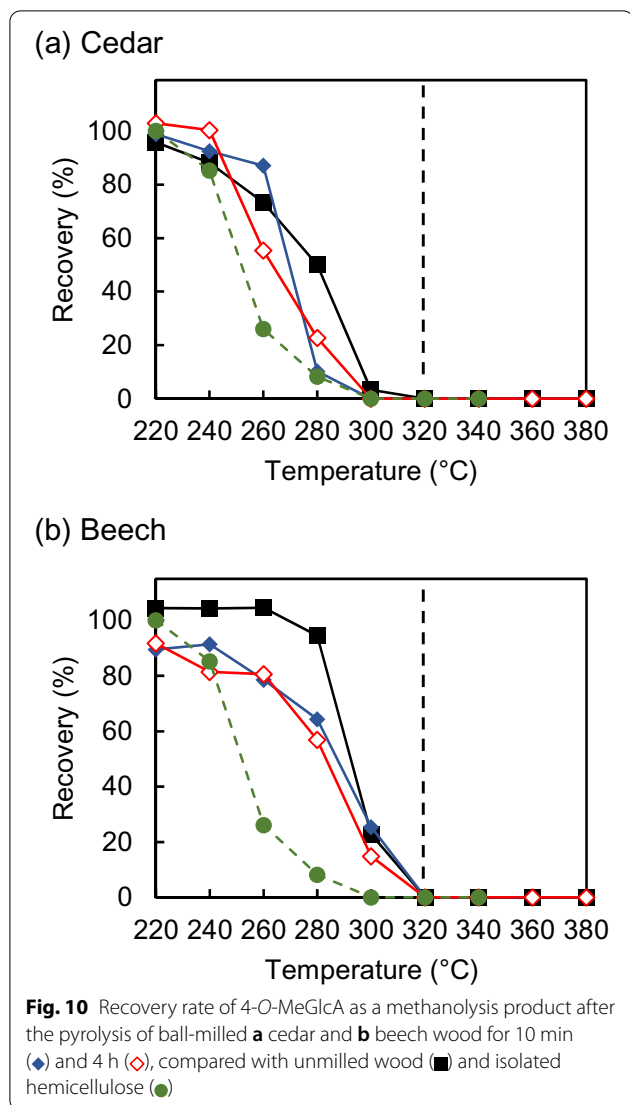 (a) Cedar
100
80
60
40
20
0
Recovery (%)
220 240 260 280 300 320 340 360 380
Temperature (°C)
(b) Beech
100
80
60
40
20
0
Recovery (%)
220 240 260 280 300 320 340 360 380
Temperature (°C)
Fig. 10 Recovery rate of 4-O-MeGlcA as a methanolysis product after
the pyrolysis of ball-milled a cedar and b beech wood for 10 min
(◆) and 4 h (◇), compared with unmilled wood (■) and isolated
hemicellulose (●)